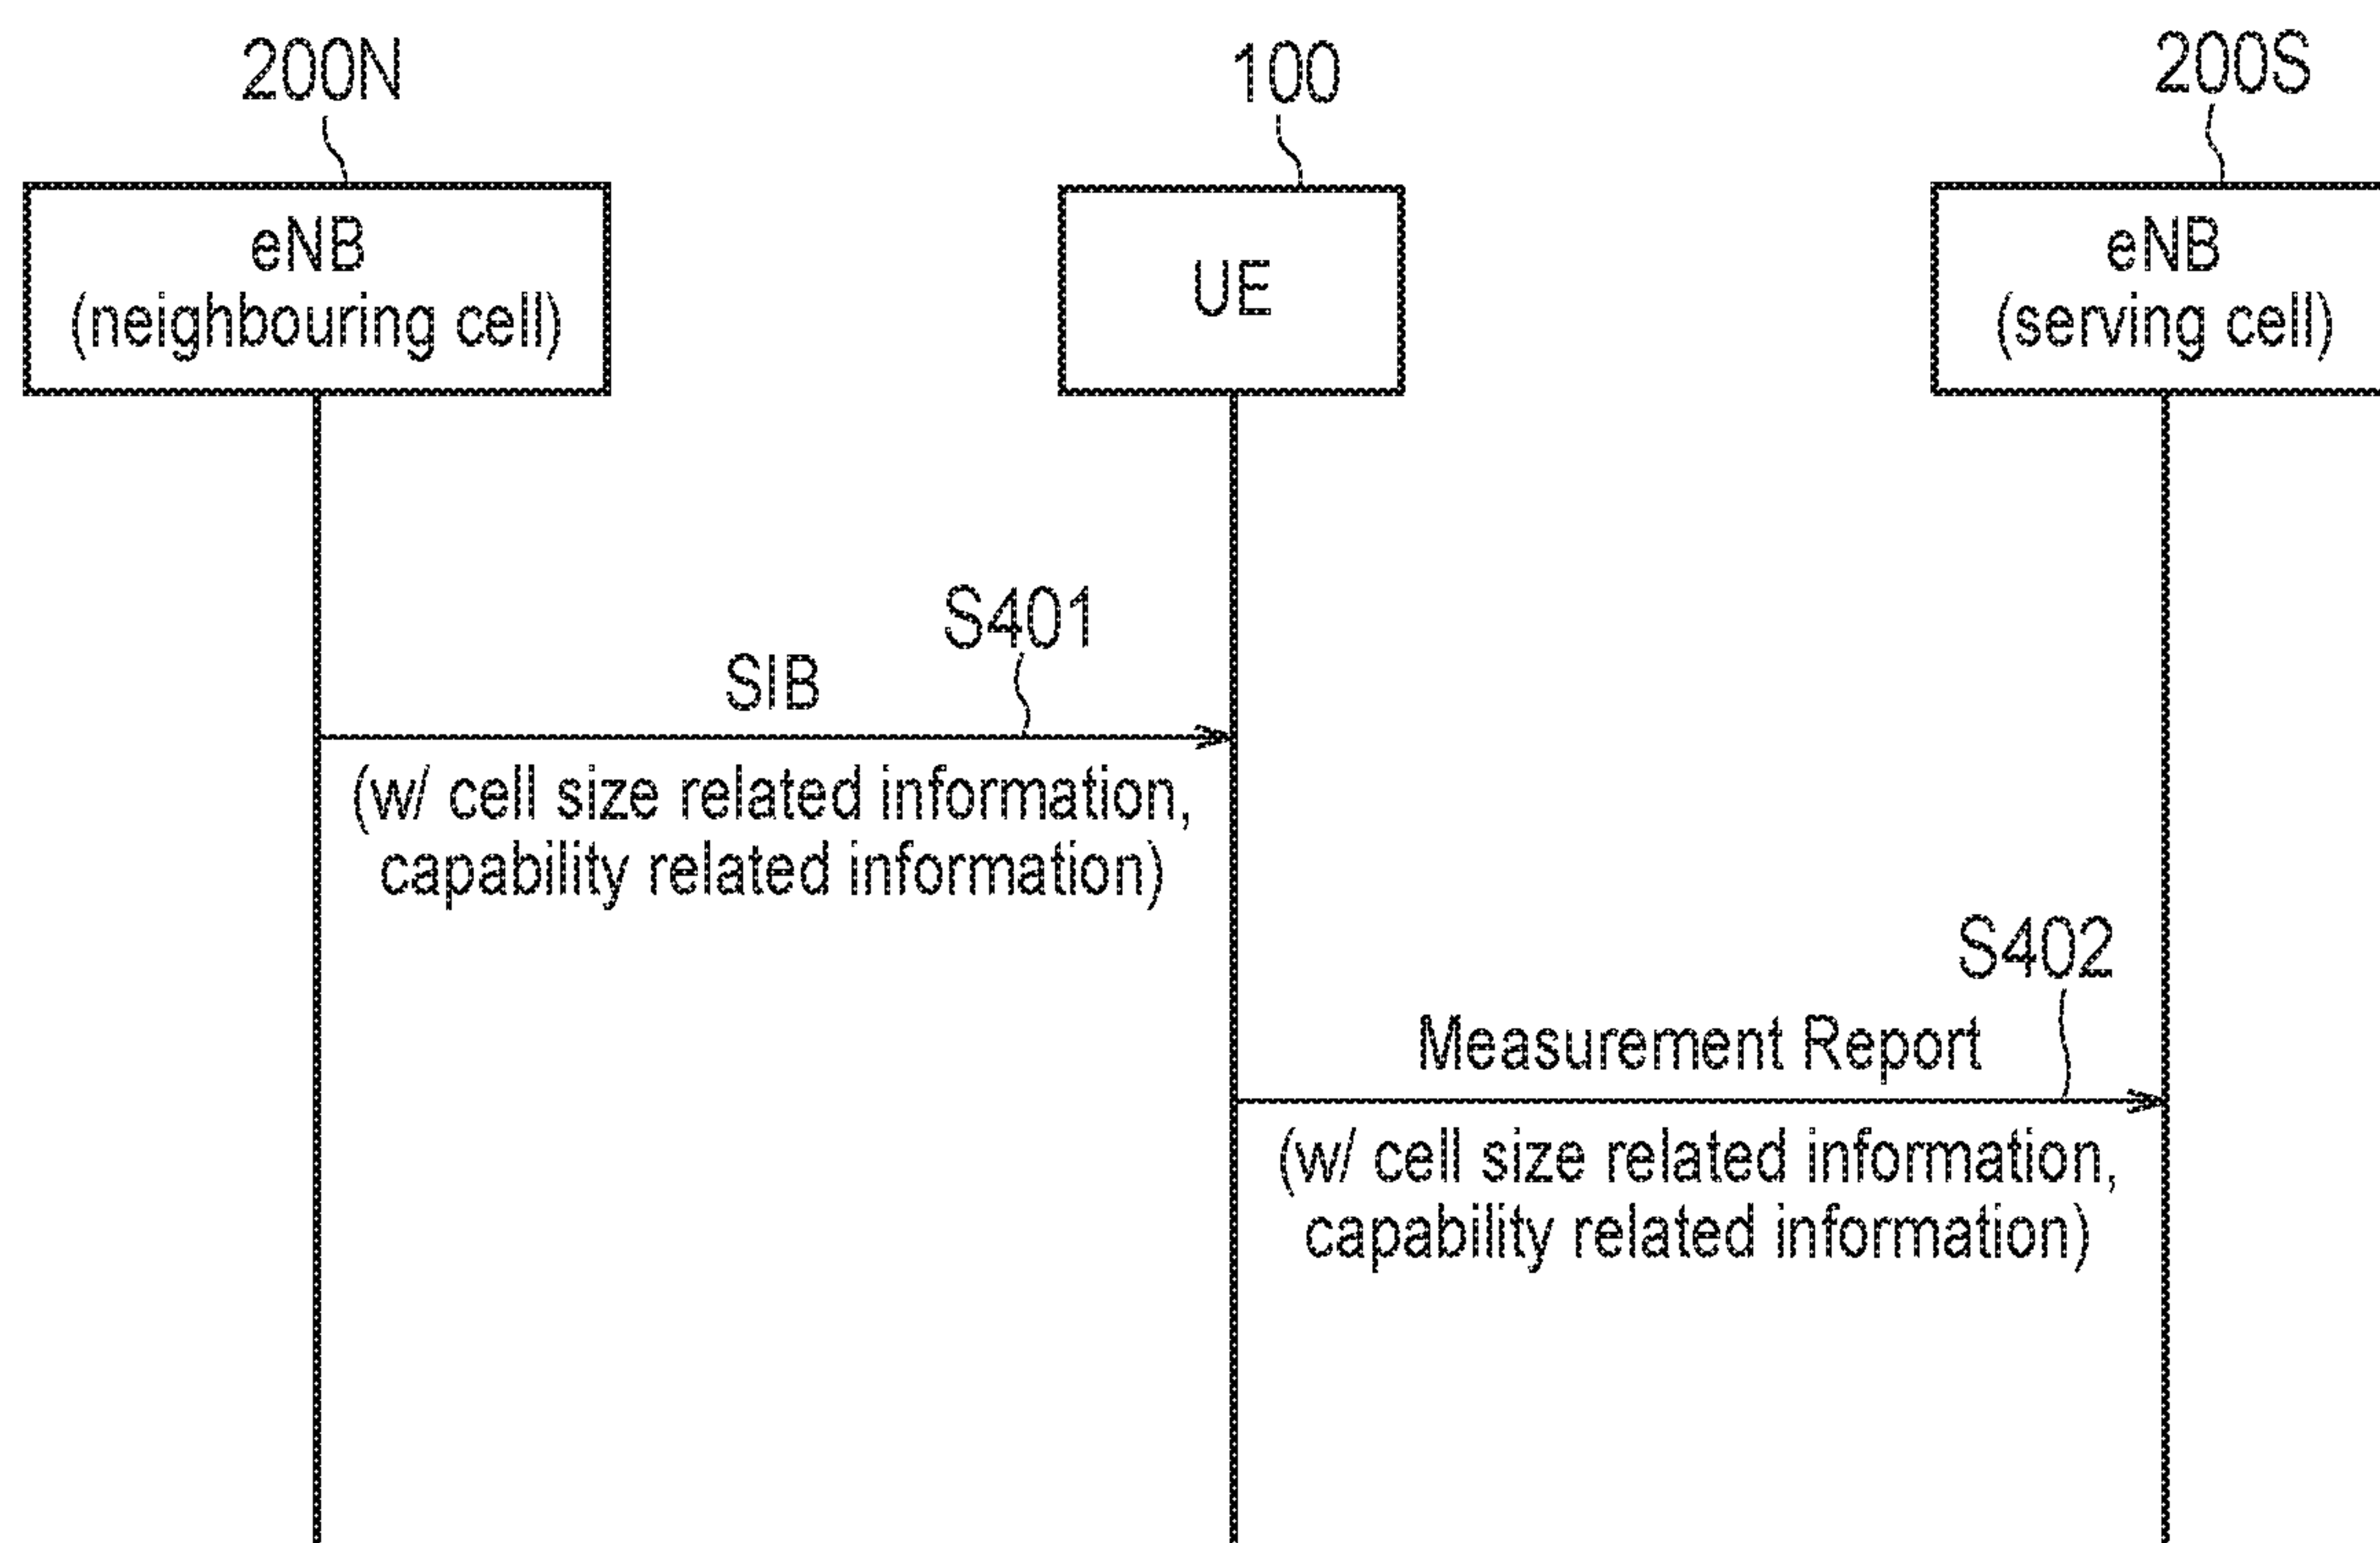 200N
100
200S
eNB
(neighbouring cell)
UE
eNB
(serving cell)
S401
SIB
(w/ cell size related information,
capability related information)
S402
Measurement Report
(w/ cell size related information,
capability related information)